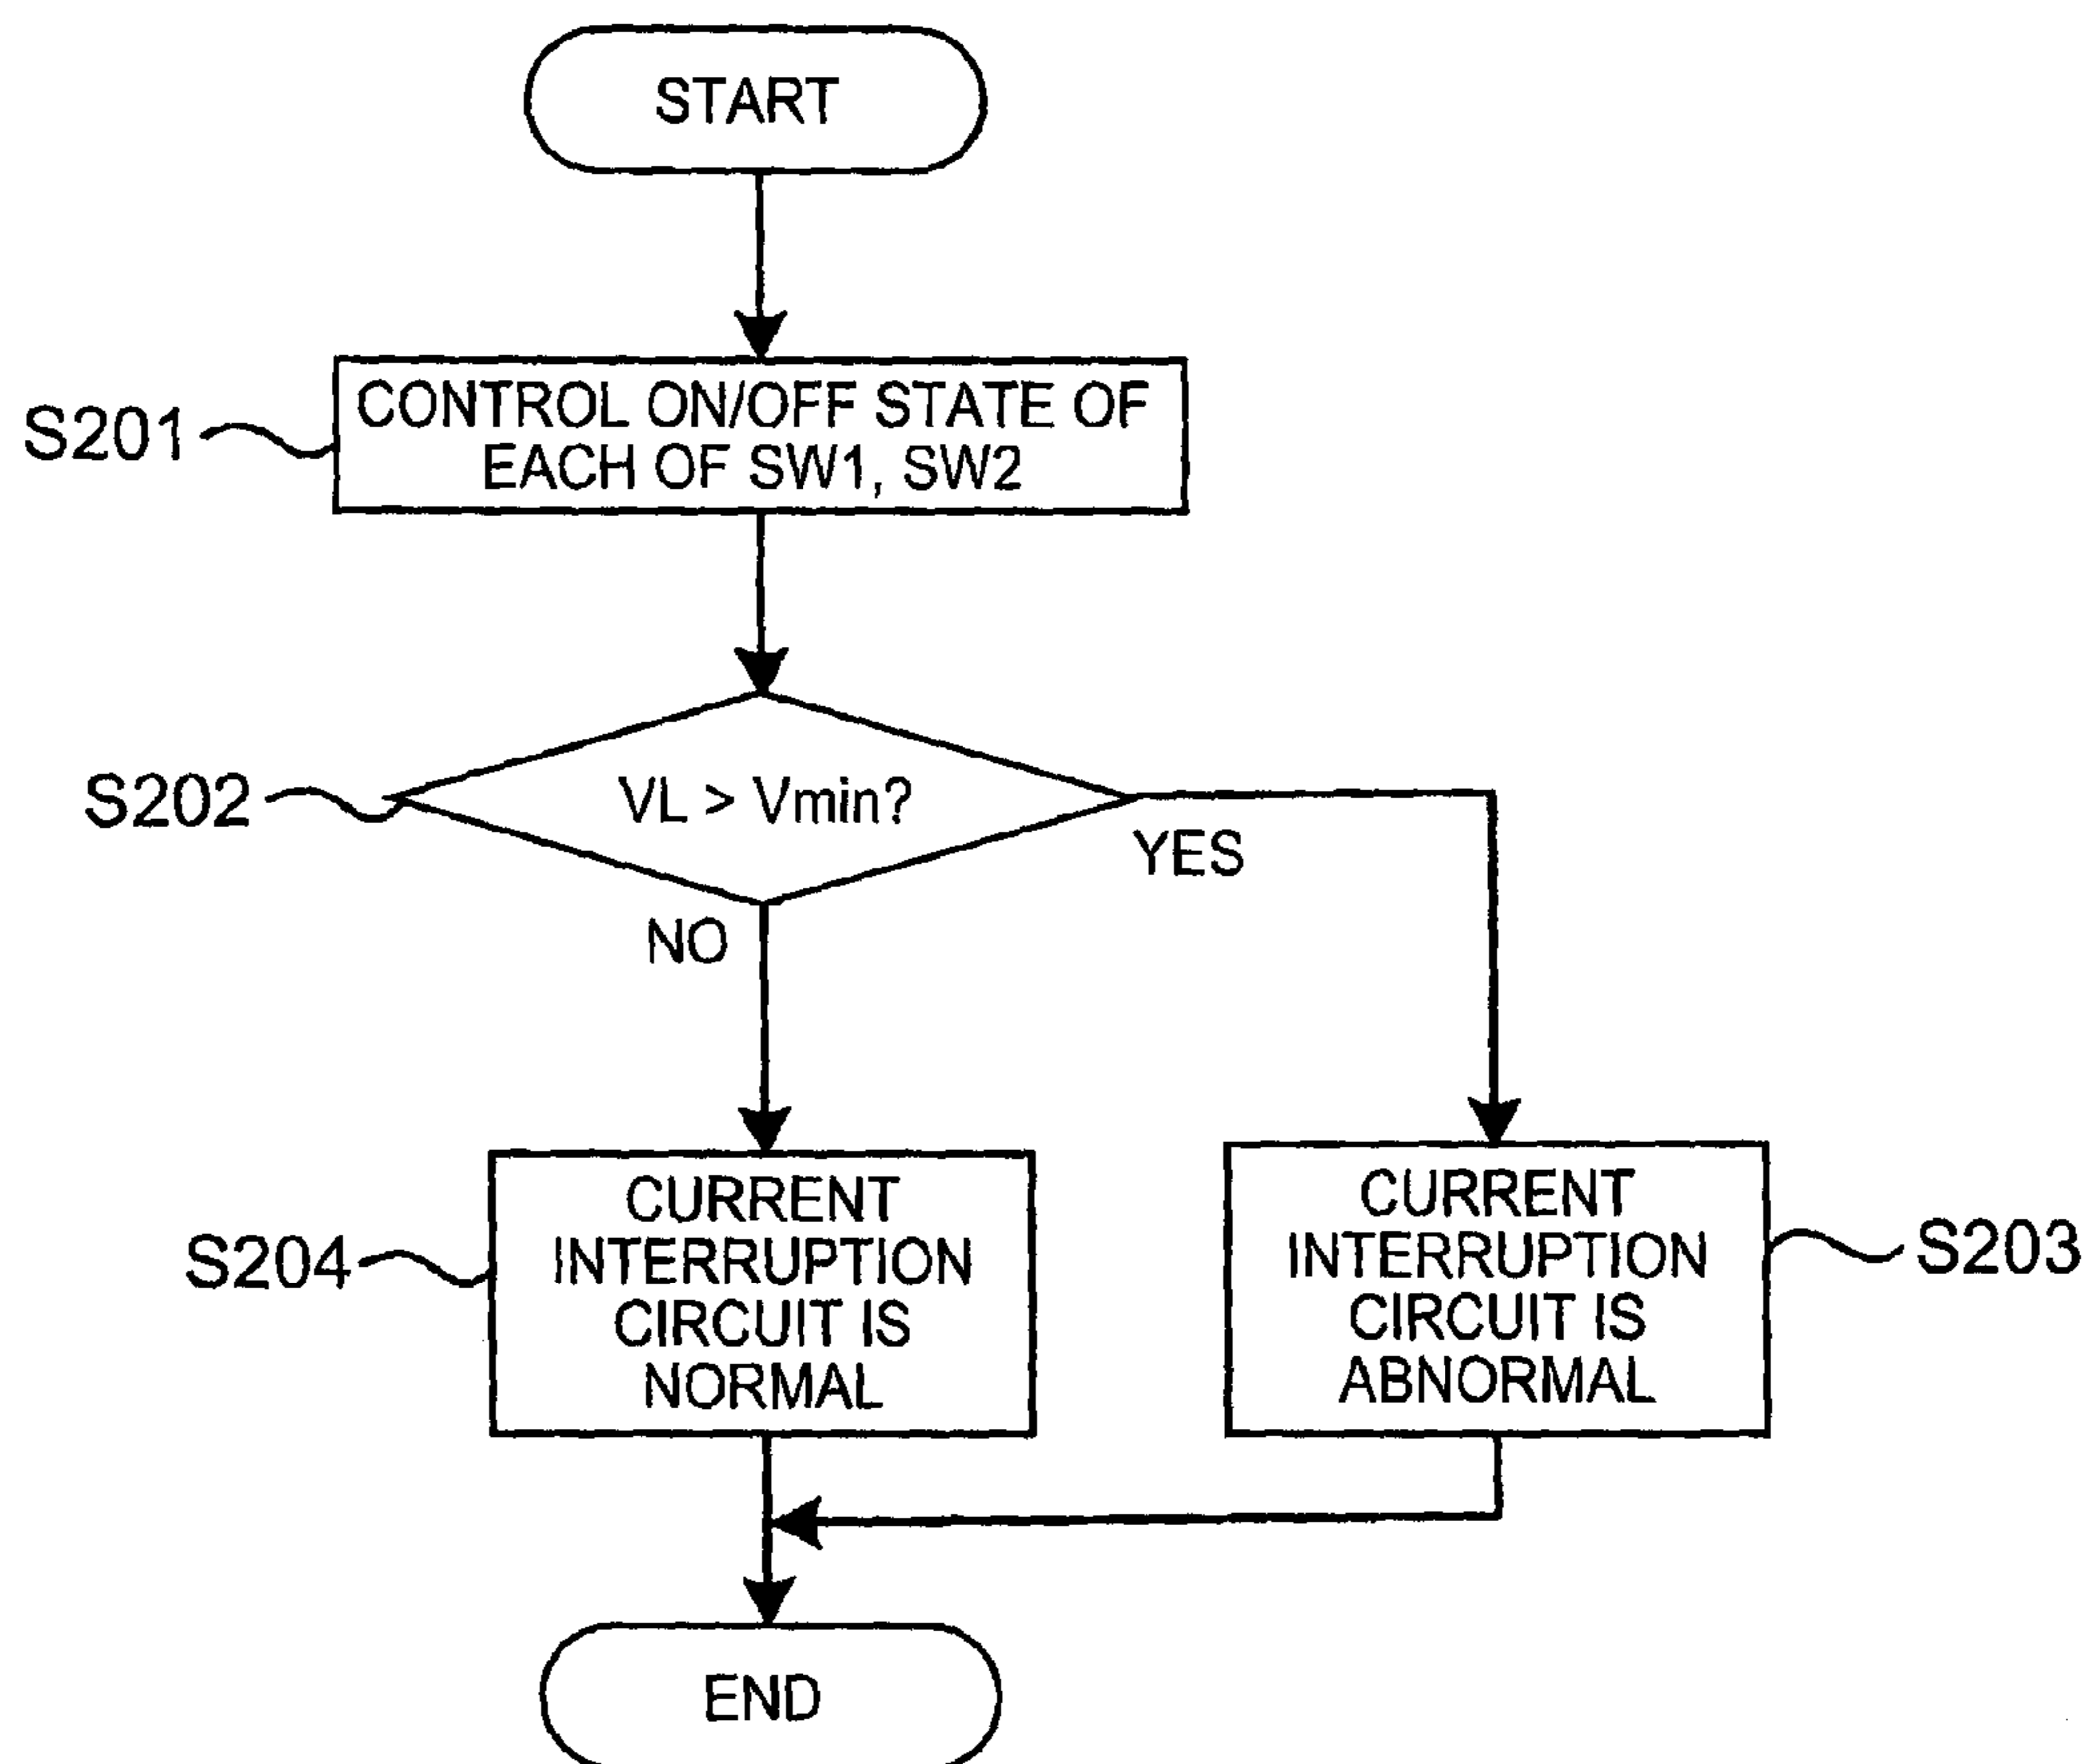 START
S201
CONTROL ON/OFF STATE OF
EACH OF SW1, SW2
S202
VL > Vmin?
YES
NO
S204
CURRENT
INTERRUPTION
CIRCUIT IS
NORMAL
CURRENT
INTERRUPTION
CIRCUIT IS
ABNORMAL
S203
END